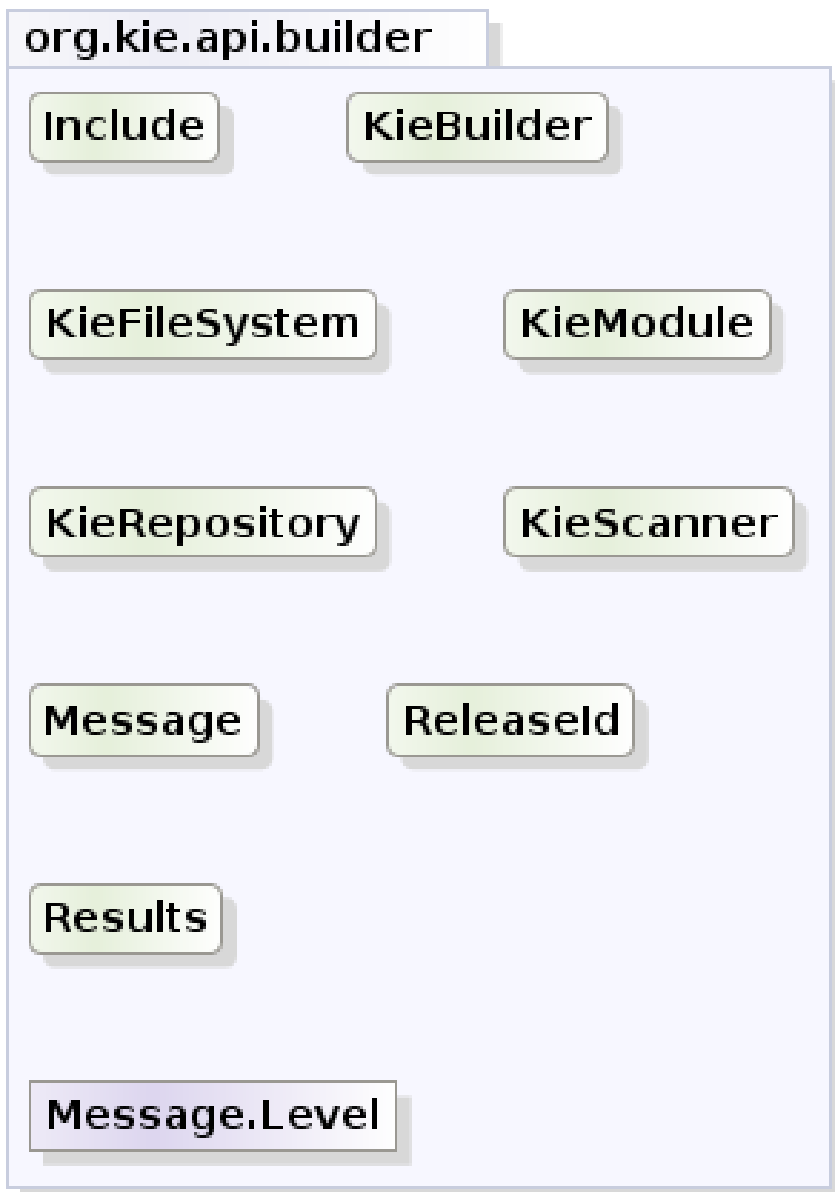 org.kie.api.builder
Include KieBuilder
KieFileSystem KieModule
KieRepository KieScanner
Message ReleaseId
Results
Message.Level